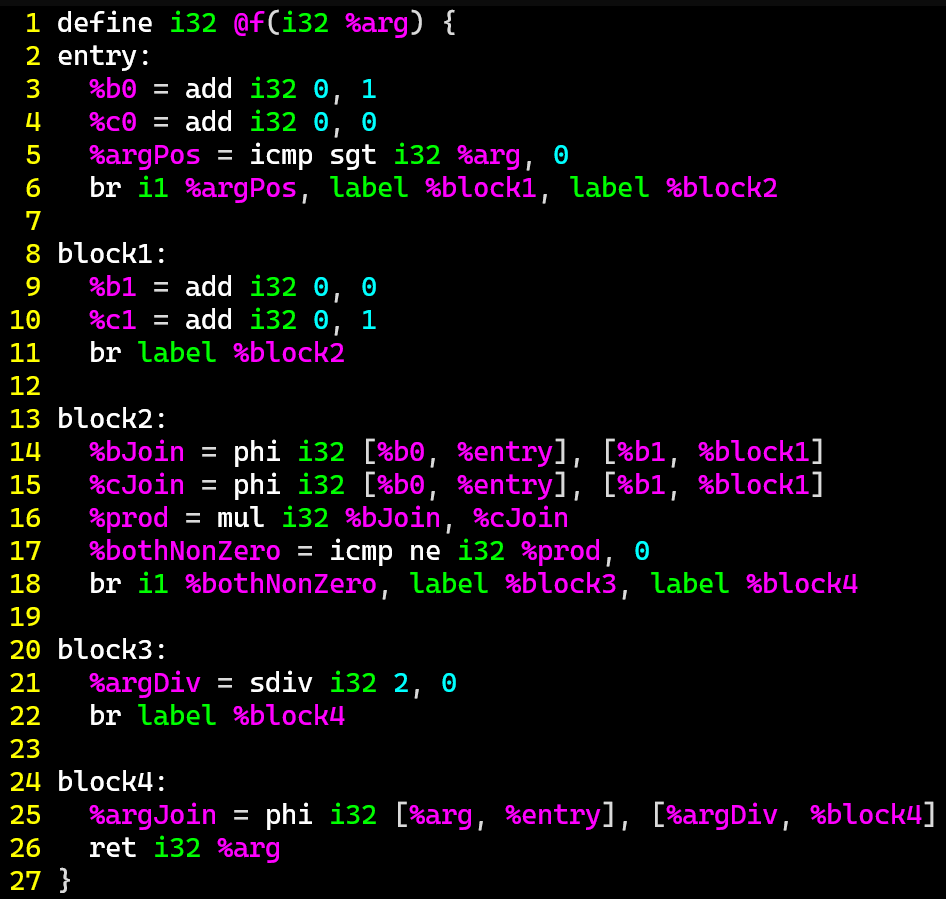 1 define i32 @f(i32 %arg) {
2 entry:
3   %b0 = add i32 0, 1
4   %c0 = add i32 0, 0
5   %argPos = icmp sgt i32 %arg, 0
6   br i1 %argPos, label %block1, label %block2
7
8 block1:
9   %b1 = add i32 0, 0
10   %c1 = add i32 0, 1
11   br label %block2
12
13 block2:
14   %bJoin = phi i32 [%b0, %entry], [%b1, %block1]
15   %cJoin = phi i32 [%b0, %entry], [%b1, %block1]
16   %prod = mul i32 %bJoin, %cJoin
17   %bothNonZero = icmp ne i32 %prod, 0
18   br i1 %bothNonZero, label %block3, label %block4
19
20 block3:
21   %argDiv = sdiv i32 2, 0
22   br label %block4
23
24 block4:
25   %argJoin = phi i32 [%arg, %entry], [%argDiv, %block4]
26   ret i32 %arg
27 }